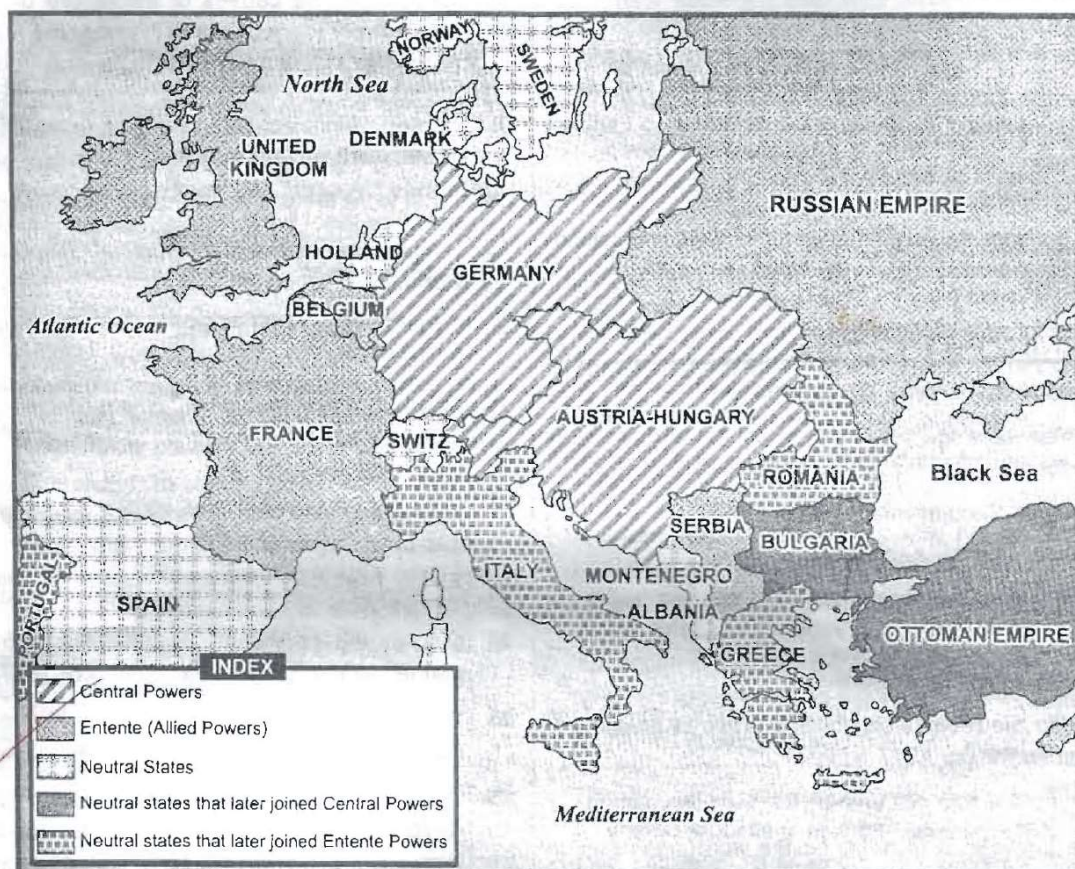 NORWAY
SWEDEN
North Sea
DENMARK
UNITED
KINGDOM
RUSSIAN EMPIRE
HOLLAND
GERMANY
BELGIUM
Atlantic Ocean
AUSTRIA-HUNGARY
FRANCE
SWITZ
ROMANIA
Black Sea
SERBIA
BULGARIA
ITALY
MONTENEGRO
PORTUGAL
SPAIN
ALBANIA
OTTOMAN EMPIRE
GREECE
INDEX
Central Powers
Entente (Allied Powers)
Neutral States
Neutral states that later joined Central Powers
Neutral states that later joined Entente Powers
Mediterranean Sea